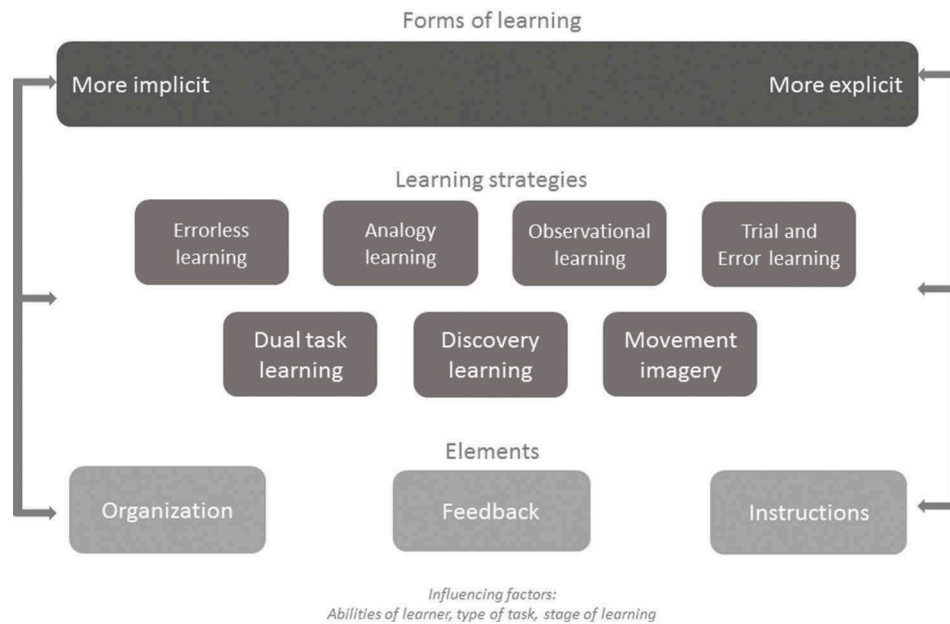 Forms of learning
More implicit
More explicit
Learning strategies
Errorless
learning
Analogy
learning
Observational
learning
Trial and
Error learning
Dual task
learning
Discovery
learning
Movement
imagery
Elements
Organization
Feedback
Instructions
Influencing factors:
Abilities of learner, type of task, stage of learning